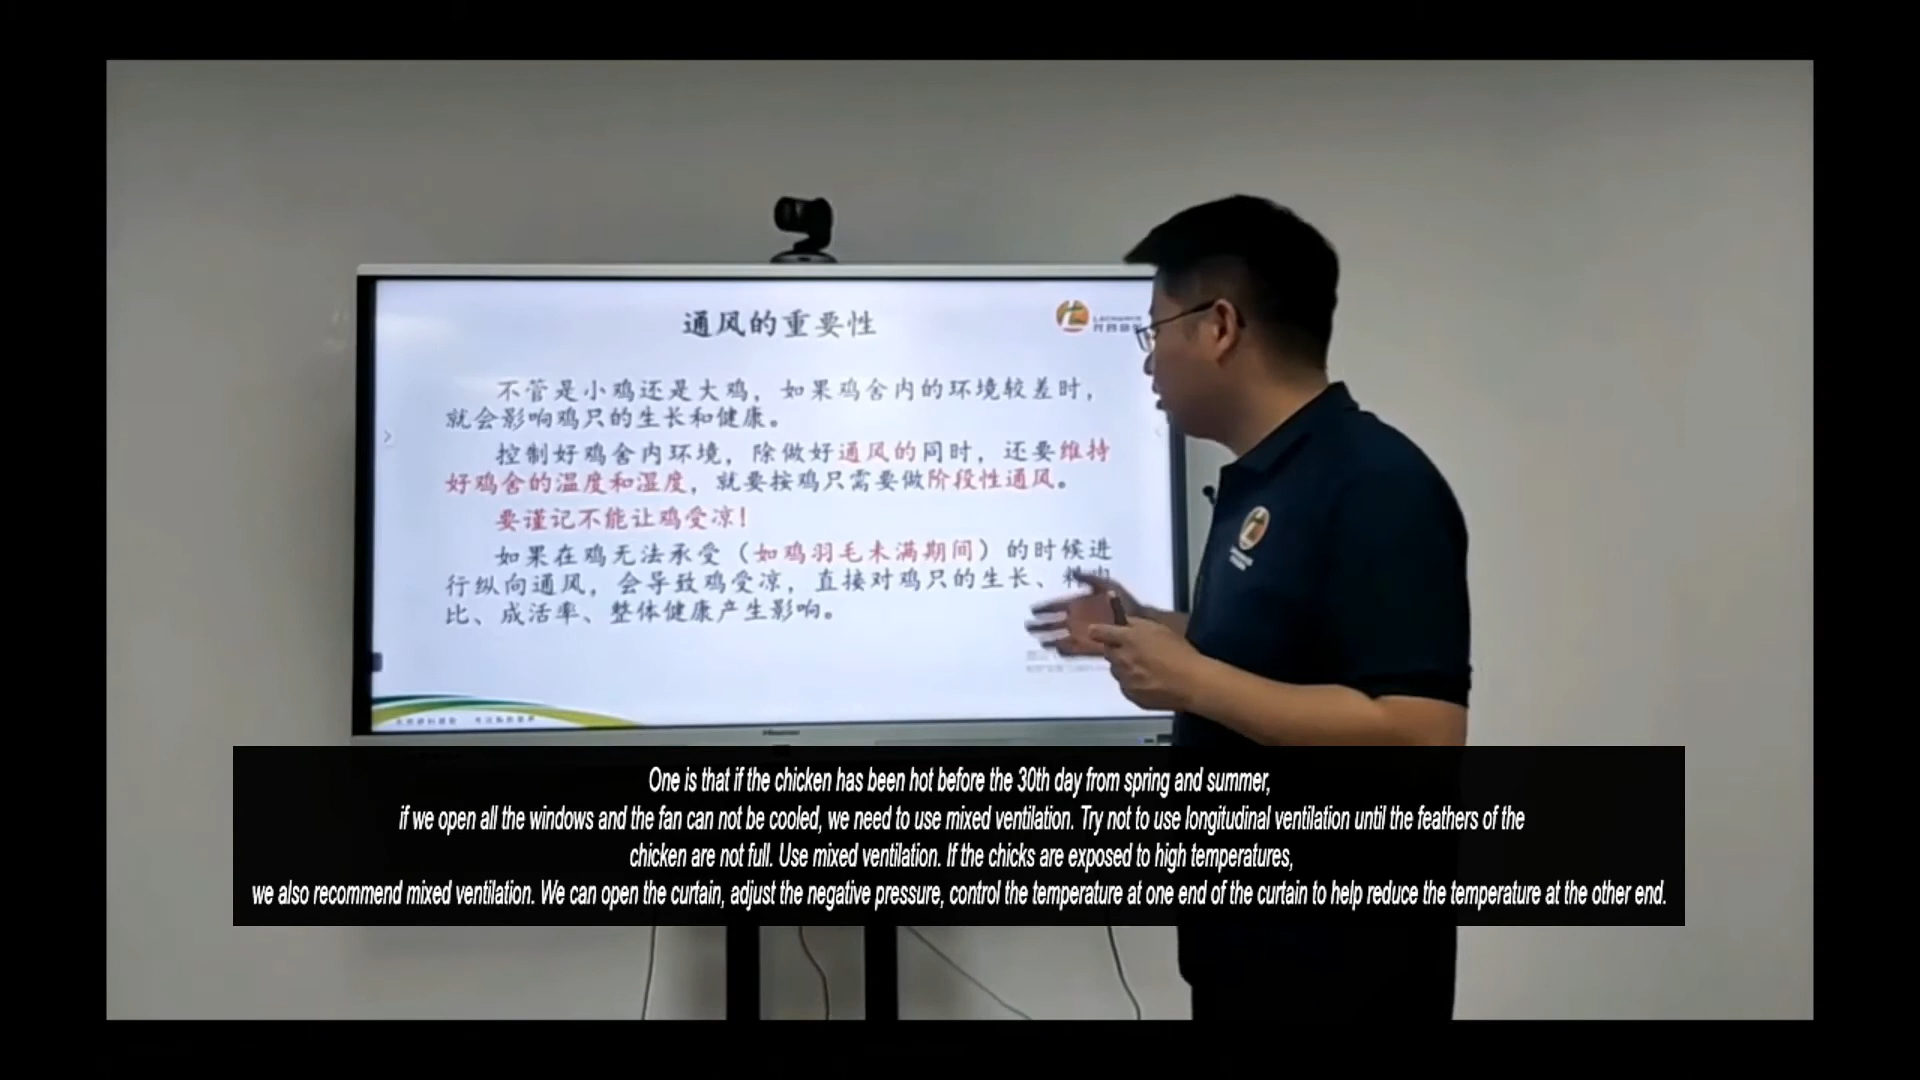 通风的重要性
不管是小鸡还是大鸡，如果鸡舍内的环境较差时，
就会影响鸡只的生长和健康。
控制好鸡舍内环境，除做好通风的同时，还要维持
好鸡舍的温度和湿度，就要按鸡只需要做阶段性通风。
要谨记不能让鸡受凉！
如果在鸡无法承受（如鸡羽毛未满期间）的时候进
行纵向通风，会导致鸡受凉，直接对鸡只的生长、
比、成活率、整体健康产生影响。
Hisense
One is that if the chicken has been hot before the 30th day from spring and summer,
if we open all the windows and the fan can not be cooled, we need to use mixed ventilation. Try not to use longitudinal ventilation until the feathers of the
chicken are not full. Use mixed ventilation. If the chicks are exposed to high temperatures,
we also recommend mixed ventilation. We can open the curtain, adjust the negative pressure, control the temperature at one end of the curtain to help reduce the temperature at the other end.